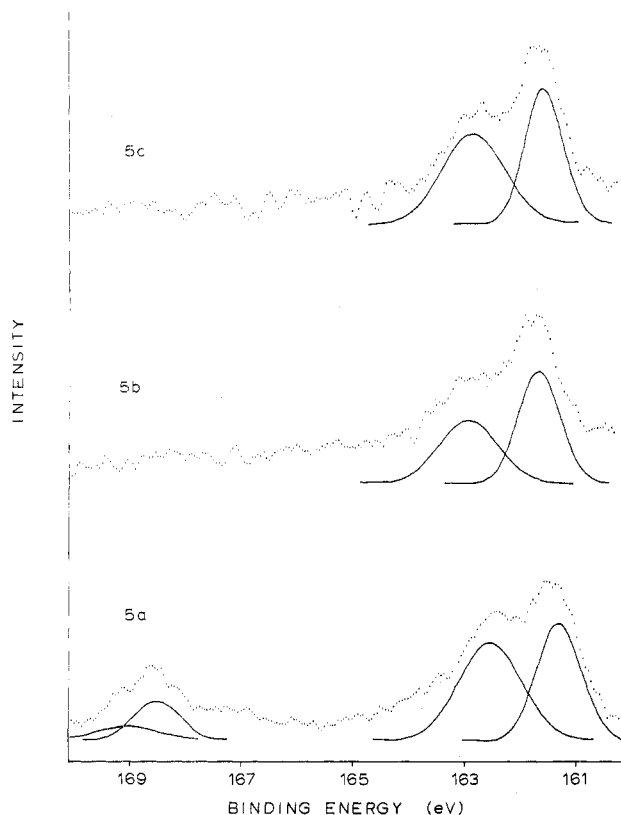 5c
5b
5a
INTENSITY
169 167 165 163 161
BINDING ENERGY (eV)